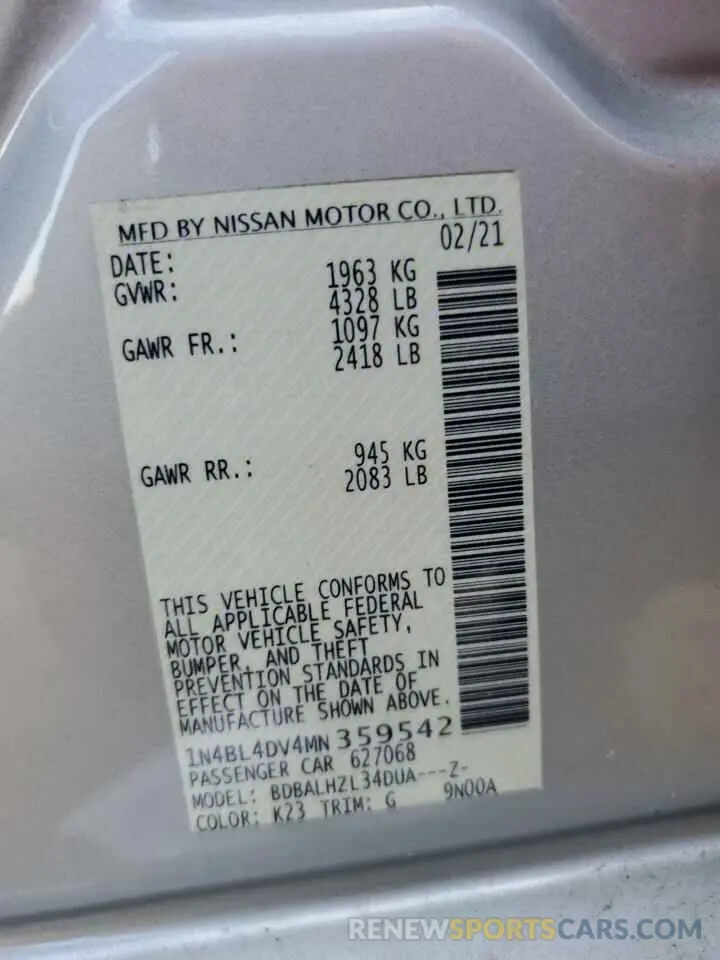 MFD BY NISSAN MOTOR CO., LTD.
DATE: 02/21
GVWR: 1963 KG
4328 LB
GAWR FR.: 1097 KG
2418 LB
GAWR RR.: 945 KG
2083 LB
THIS VEHICLE CONFORMS TO
ALL APPLICABLE FEDERAL
MOTOR VEHICLE SAFETY,
BUMPER, AND THEFT
PREVENTION STANDARDS IN
EFFECT ON THE DATE OF
MANUFACTURE SHOWN ABOVE.
1N4BL4DV4MN359542
PASSENGER CAR 627068
MODEL: BDBALHZL34DUA---Z-
COLOR: K23 TRIM: G 9N00A
RENEWSPORTSCARS.COM